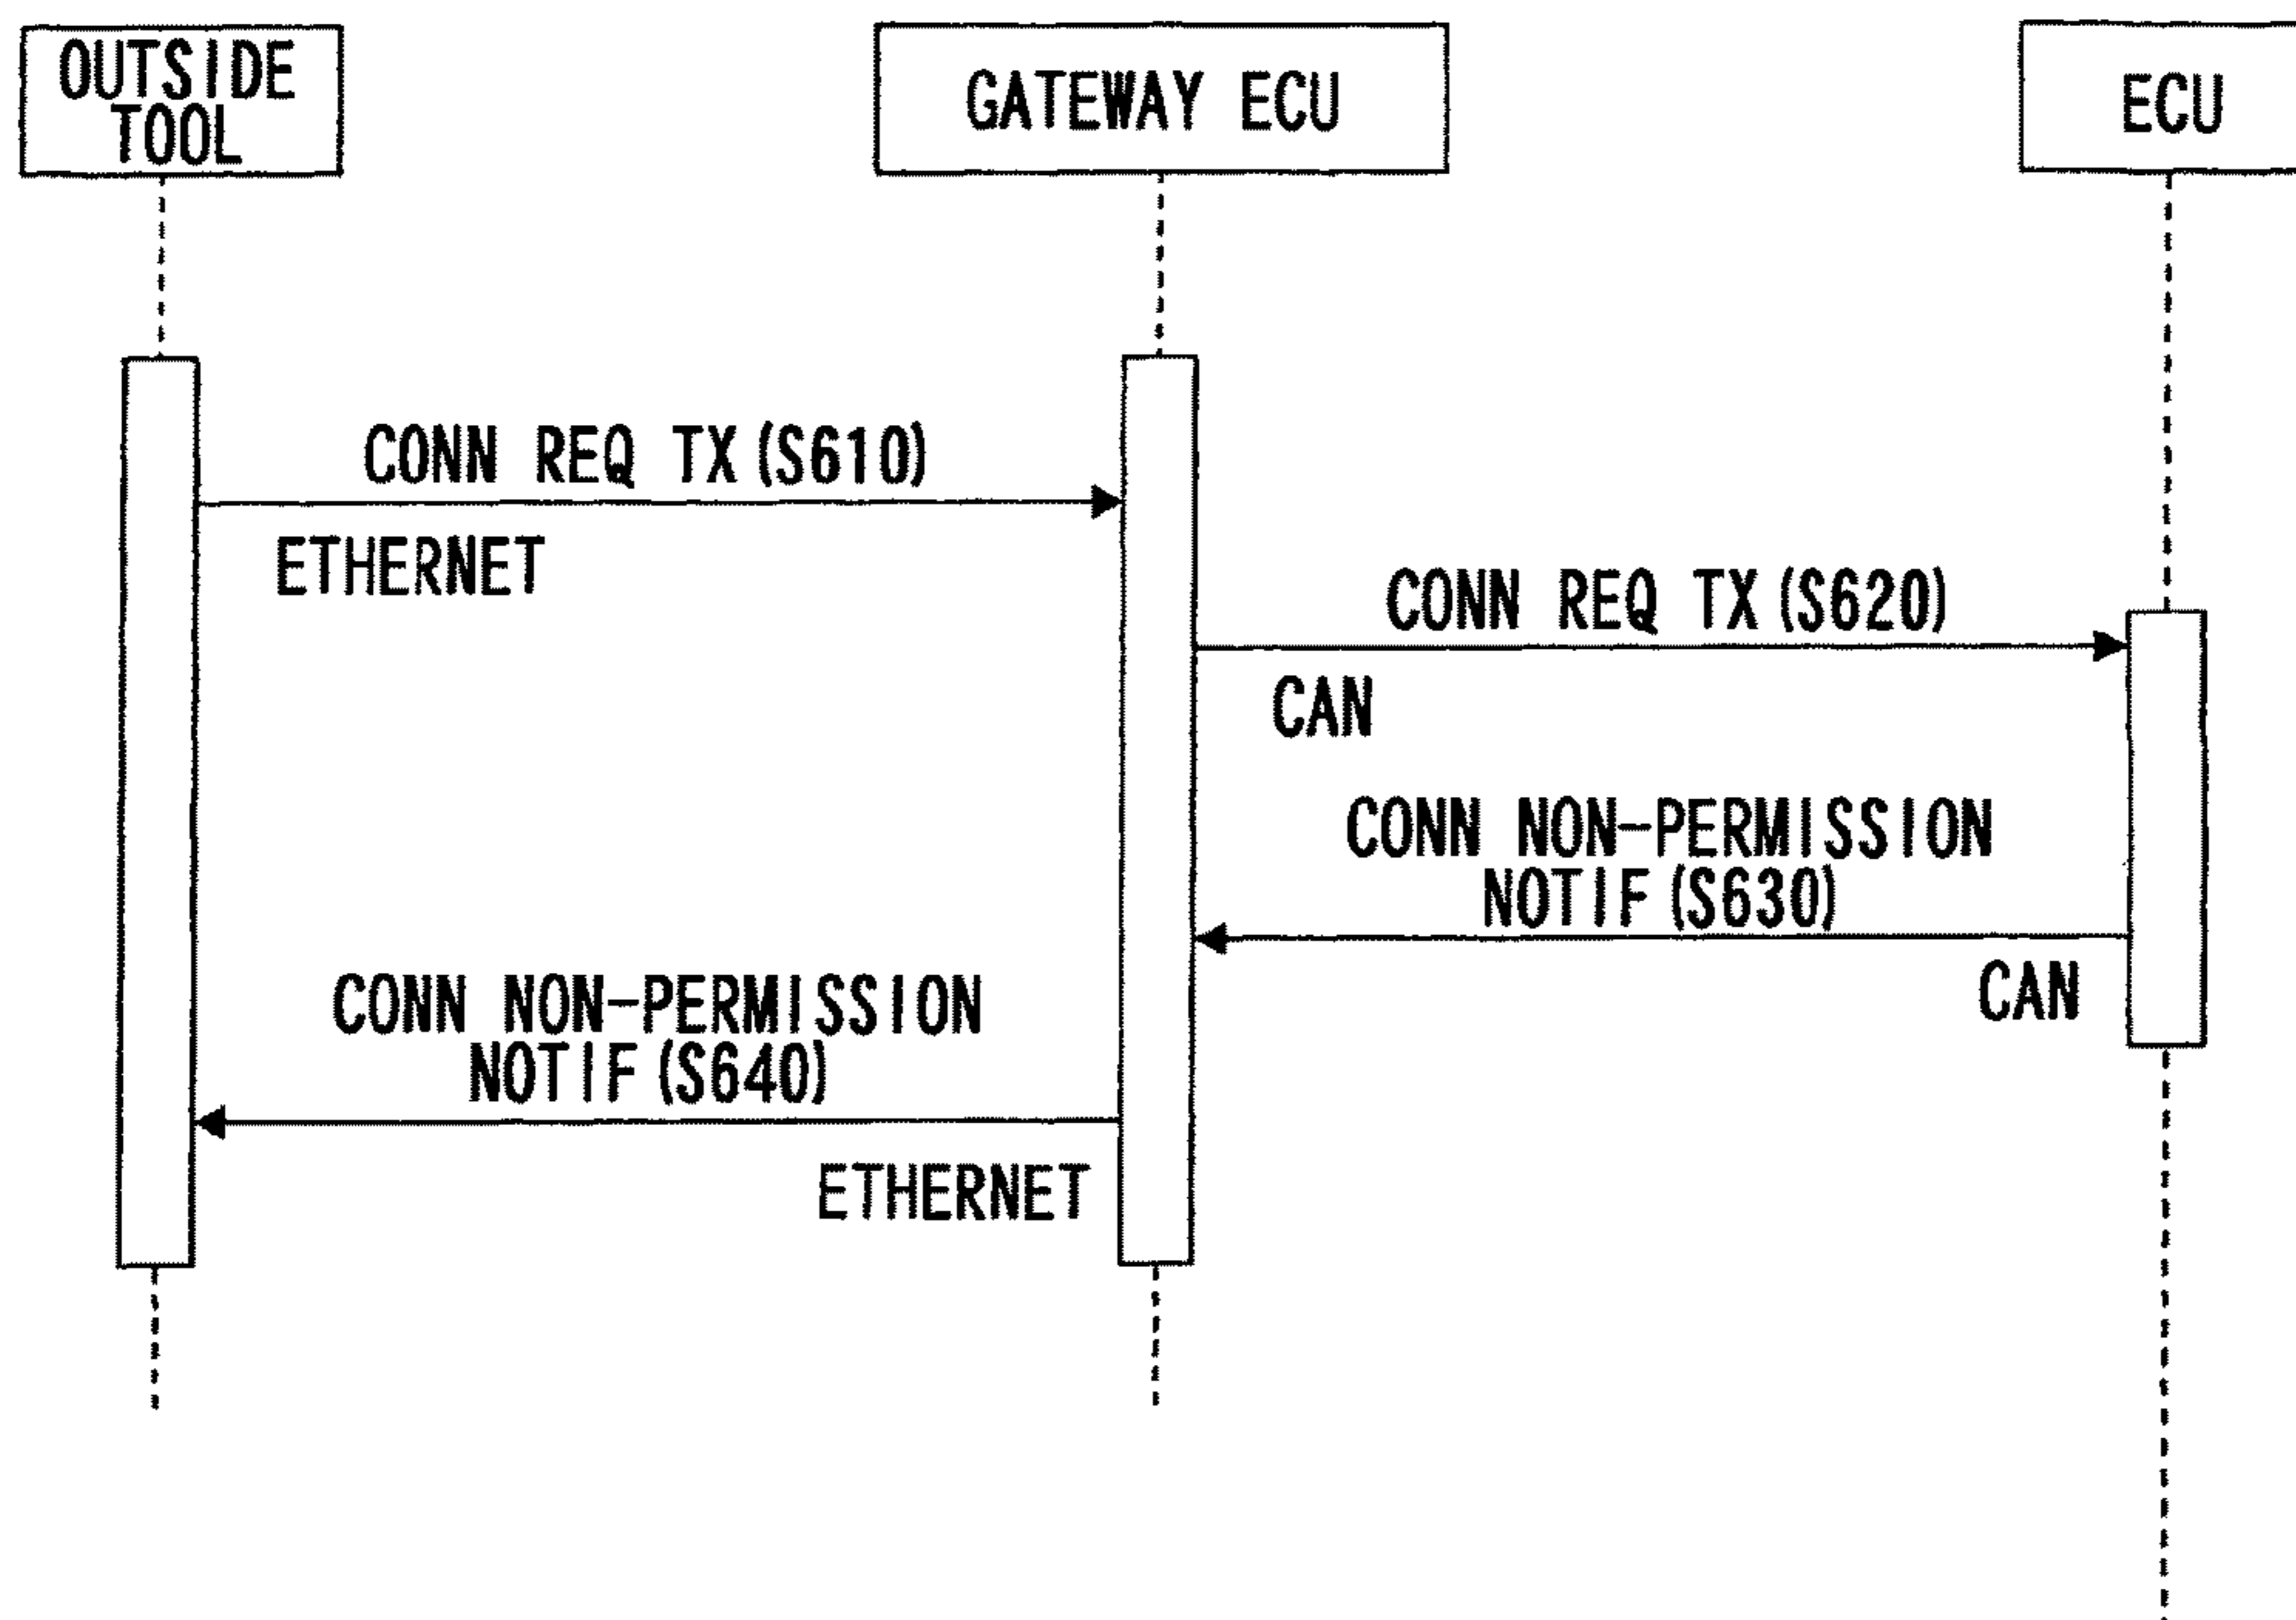 OUTSIDE
TOOL
GATEWAY ECU
ECU
CONN REQ TX(S610)
ETHERNET
CONN REQ TX(S620)
CAN
CONN NON-PERMISSION
NOTIF(S630)
CAN
CONN NON-PERMISSION
NOTIF(S640)
ETHERNET